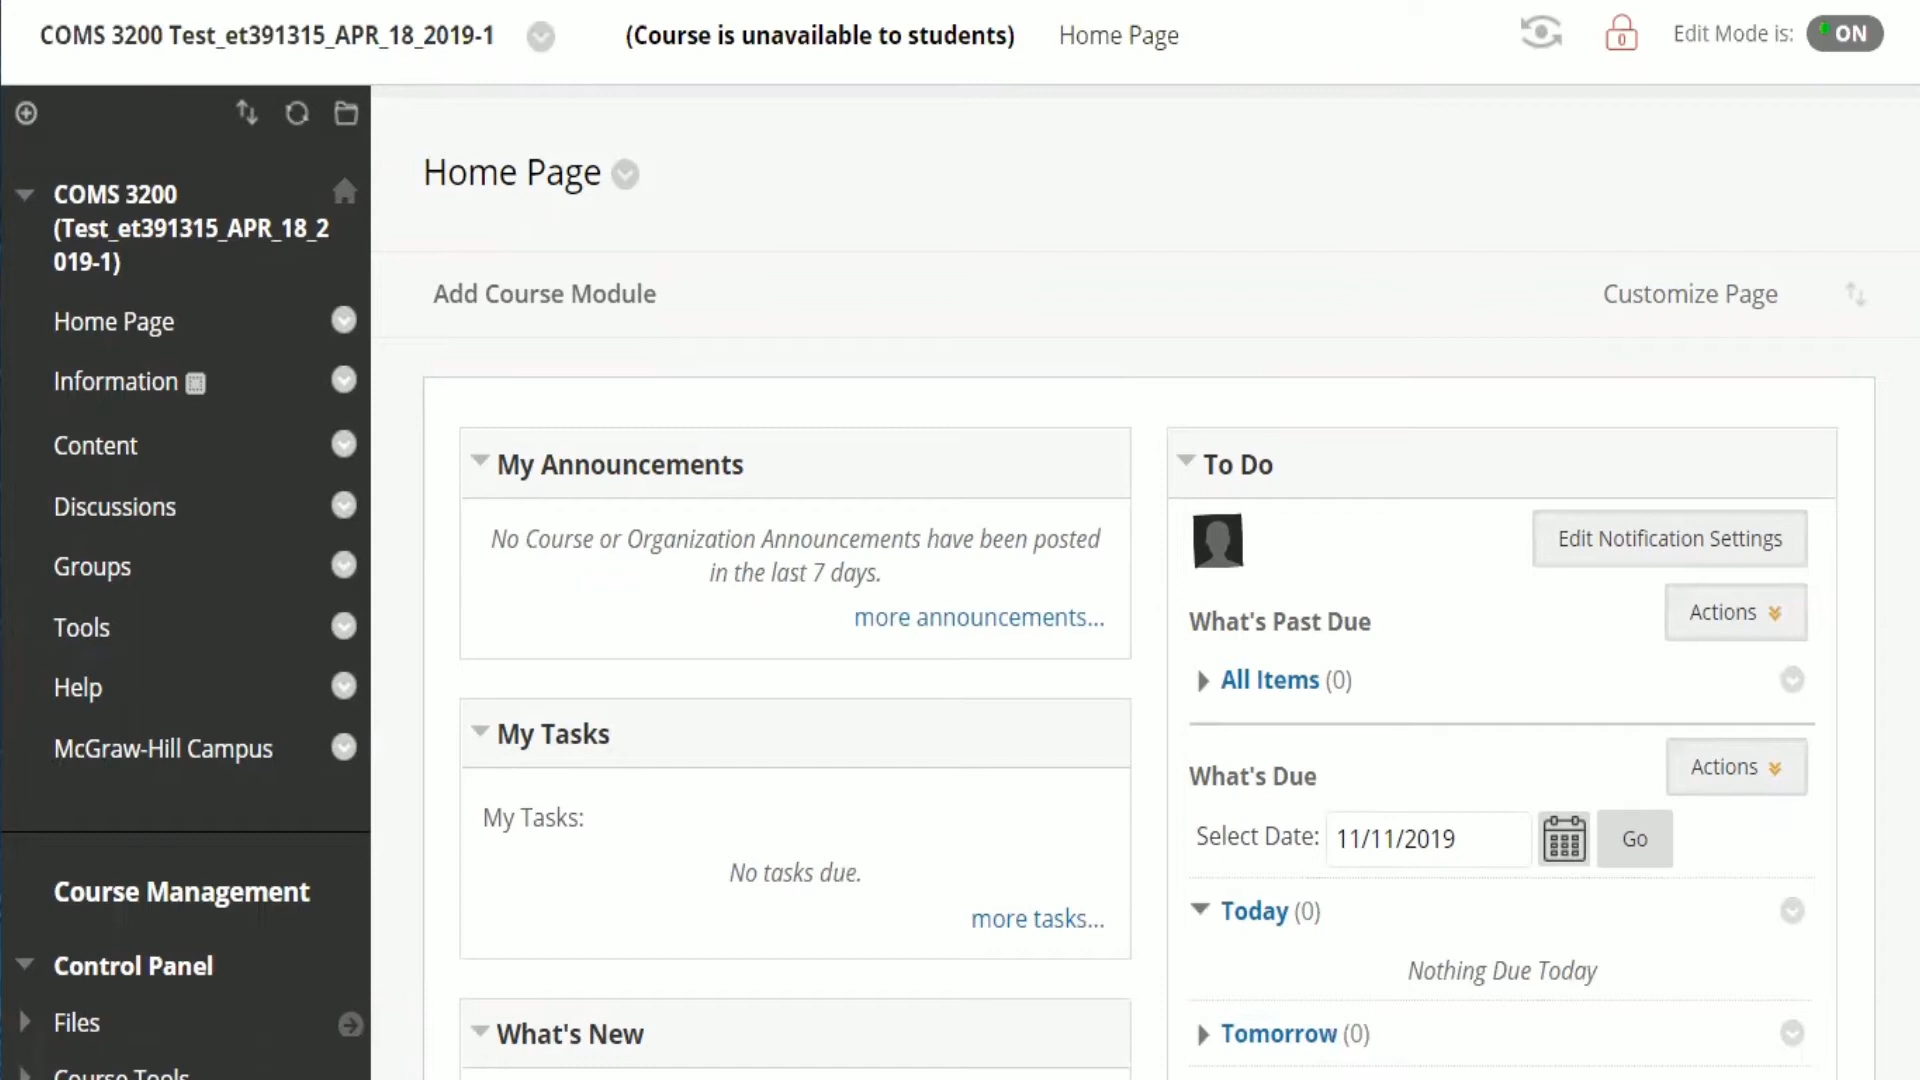 COMS 3200 Test_et391315_APR_18_2019-1
(Course is unavailable to students)
Home Page
0
Edit Mode is:
ON
COMS 3200
(Test_et391315_APR_18_2
019-1)
Home Page
Information
Content
Discussions
Groups
Tools
Help
McGraw-Hill Campus
Course Management
Control Panel
Files
Course Tools
Home Page
Add Course Module
Customize Page
My Announcements
No Course or Organization Announcements have been posted
in the last 7 days.
more announcements...
My Tasks
My Tasks:
No tasks due.
more tasks...
What's New
To Do
Edit Notification Settings
What's Past Due
Actions
All Items (0)
What's Due
Actions
Select Date:
11/11/2019
Go
Today (0)
Nothing Due Today
Tomorrow (0)